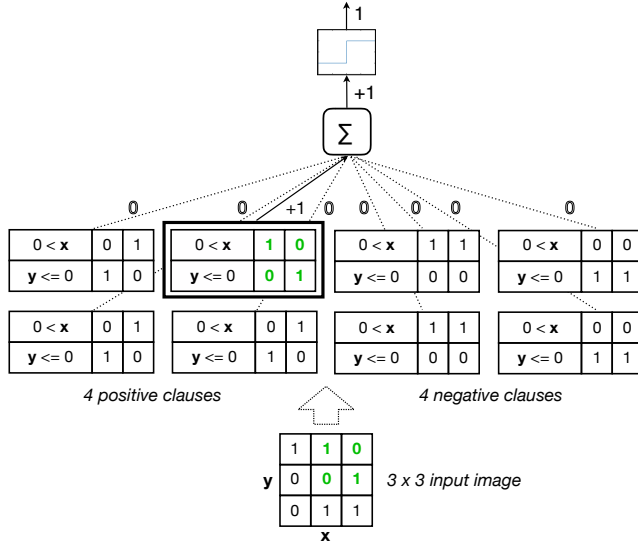 1
+1
∑
0 0 +1 0 0 0 0 0
0 < x 0 1
y <= 0 1 0
0 < x 1 0
y <= 0 0 1
0 < x 1 1
y <= 0 0 0
0 < x 0 0
y <= 0 1 1
0 < x 0 1
y <= 0 1 0
0 < x 0 1
y <= 0 1 0
0 < x 1 1
y <= 0 0 0
0 < x 0 0
y <= 0 1 1
4 positive clauses
4 negative clauses
1 1 0
y 0 0 1 3 x 3 input image
0 1 1
x